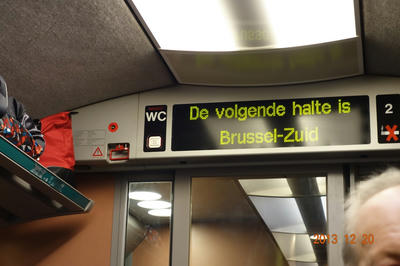 De volgende halte is
Brussel-Zuid
WC
2
2013 12 20